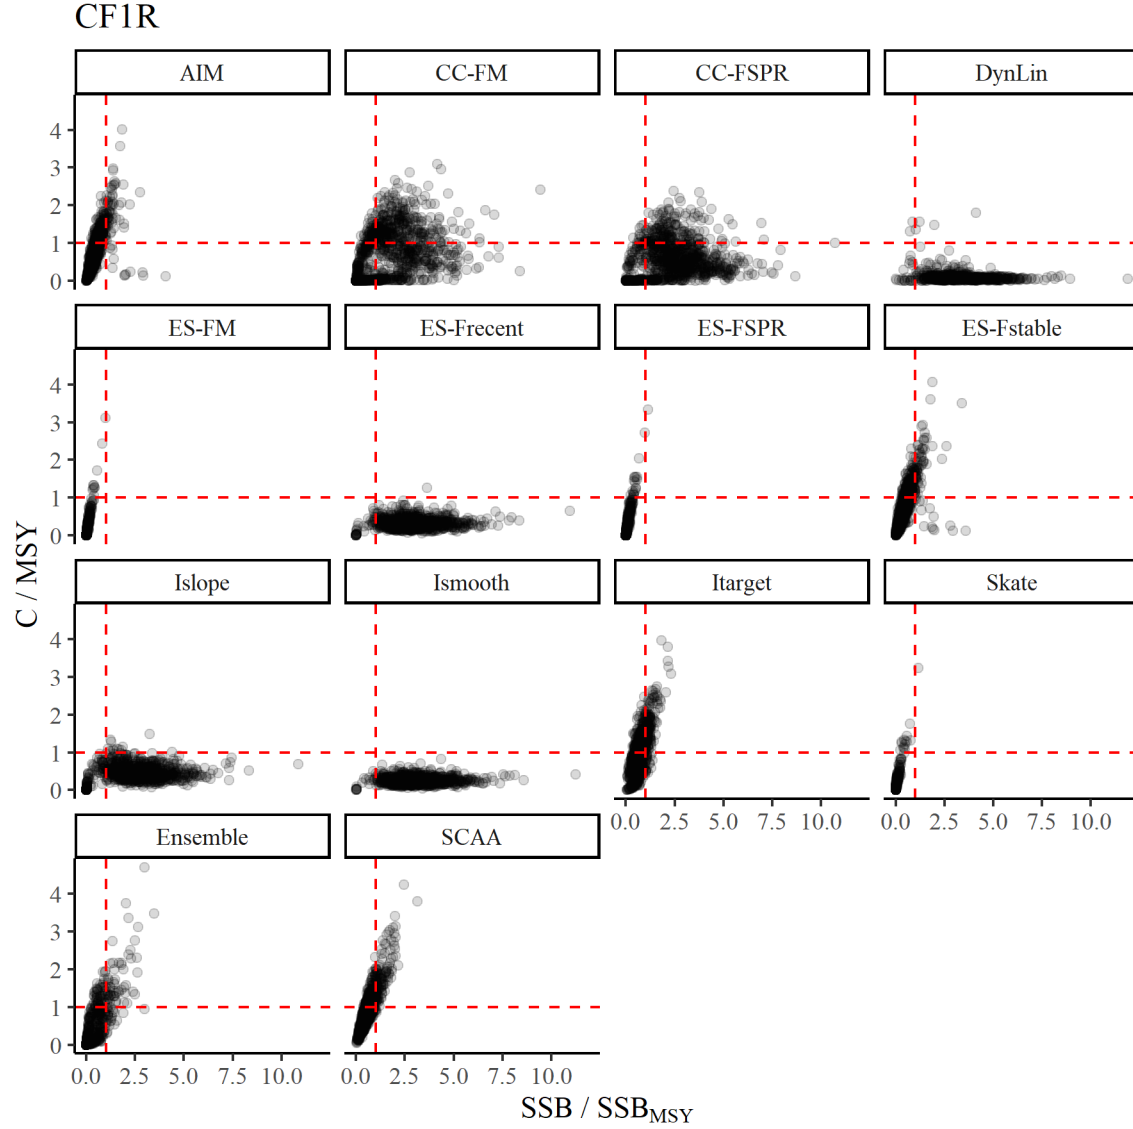 CF1R
AIM CC-FM CC-FSPR DynLin
4
3
2
1
0
ES-FM ES-Frecent ES-FSPR ES-Fstable
4
3
2
1
0
Islope Ismooth Itarget Skate
4
3
2
1
0
0.0 2.5 5.0 7.5 10.0 0.0 2.5 5.0 7.5 10.0
Ensemble SCAA
4
3
2
1
0
0.0 2.5 5.0 7.5 10.0 0.0 2.5 5.0 7.5 10.0
C / MSY
SSB / SSBMSY